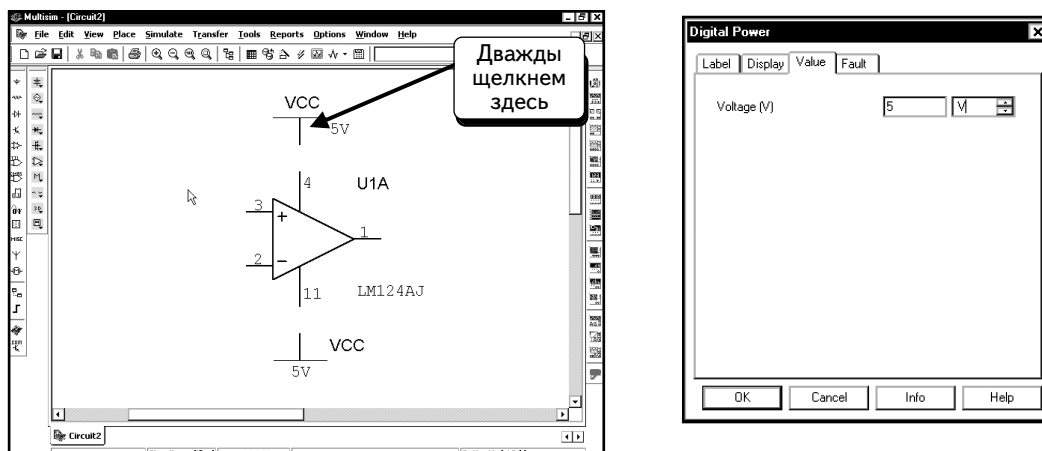 Multisim - [Circuit2]
File Edit View Place Simulate Transfer Tools Reports Options Window Help
Дважды
щелкнем
здесь
VCC
5V
4
U1A
3
+
1
2
−
11
LM124AJ
VCC
5V
MISC
Circuit2
Digital Power
Label Display Value Fault
Voltage (V)
5
V
OK Cancel Info Help